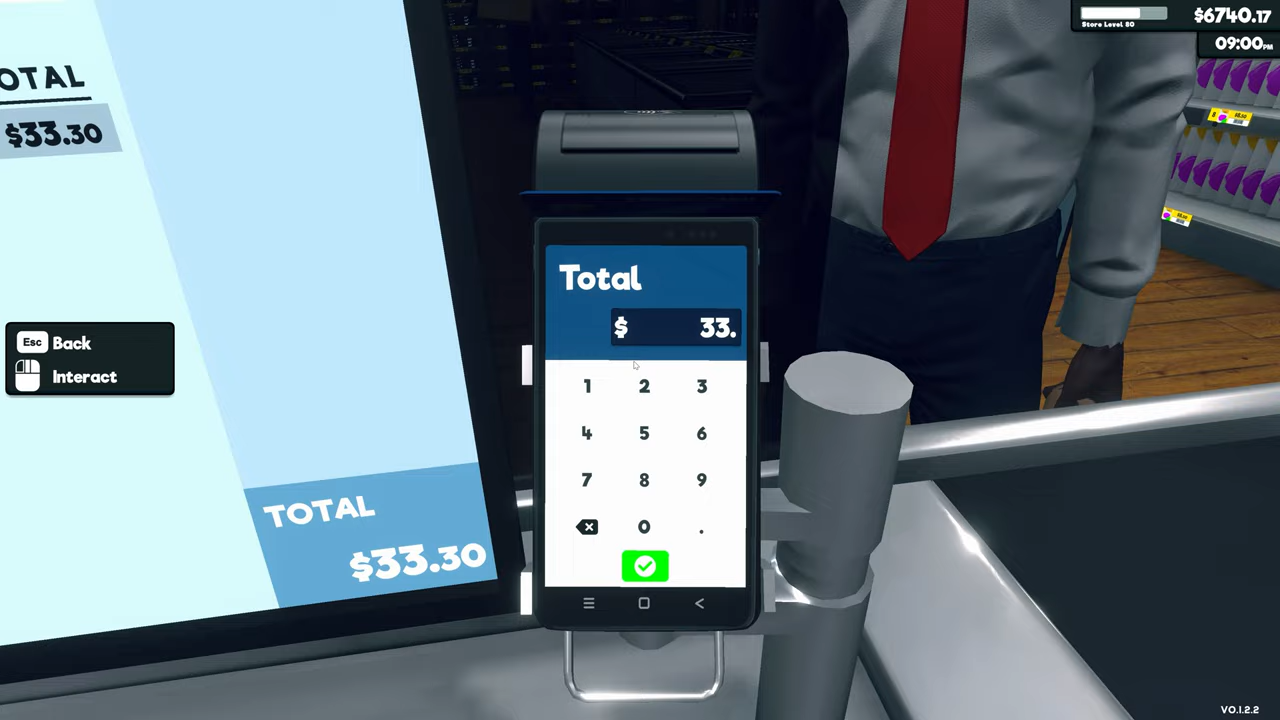 $6740.17
Store Level 80
09:00PM
OTAL
$33.30
Total
$ 33.
Esc Back
Interact
1 2 3
4 5 6
7 8 9
0 .
TOTAL
$33.30
V0.1.2.2